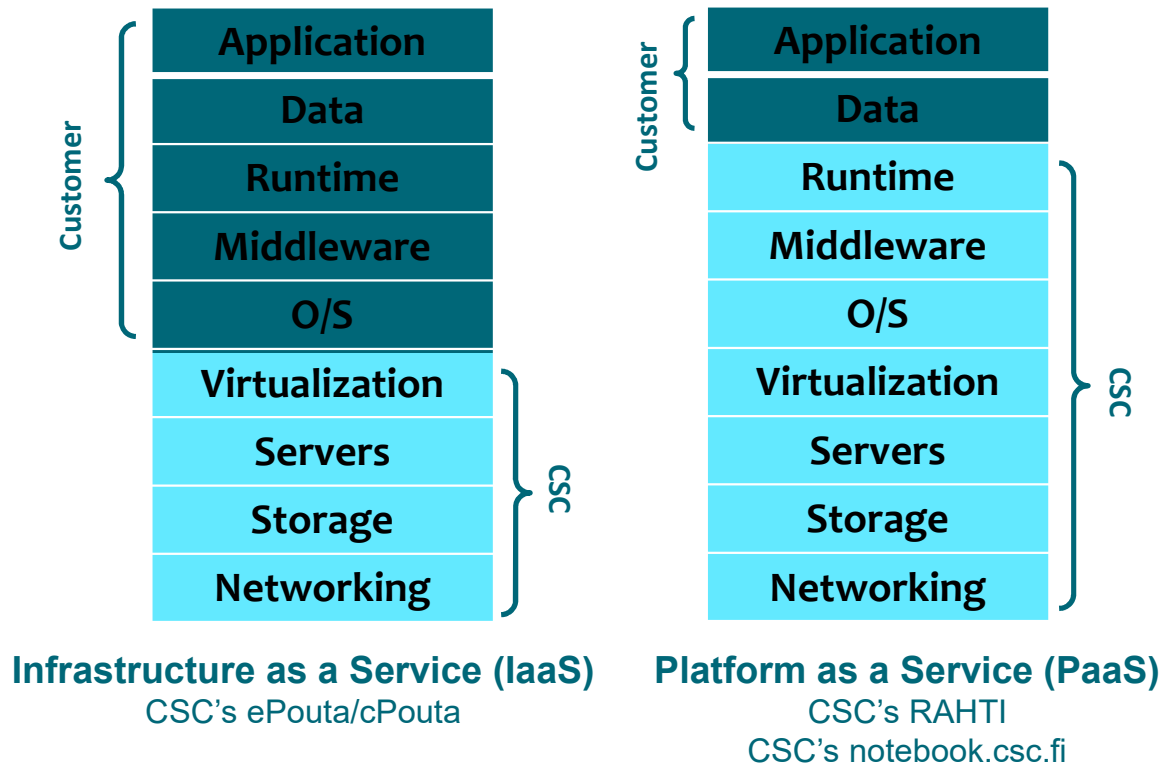 Customer
Application
Data
Runtime
Middleware
O/S
Virtualization
Servers
Storage
Networking
CSC
Infrastructure as a Service (IaaS)
CSC’s ePouta/cPouta
Customer
Application
Data
Runtime
Middleware
O/S
Virtualization
Servers
Storage
Networking
CSC
Platform as a Service (PaaS)
CSC’s RAHTI
CSC’s notebook.csc.fi